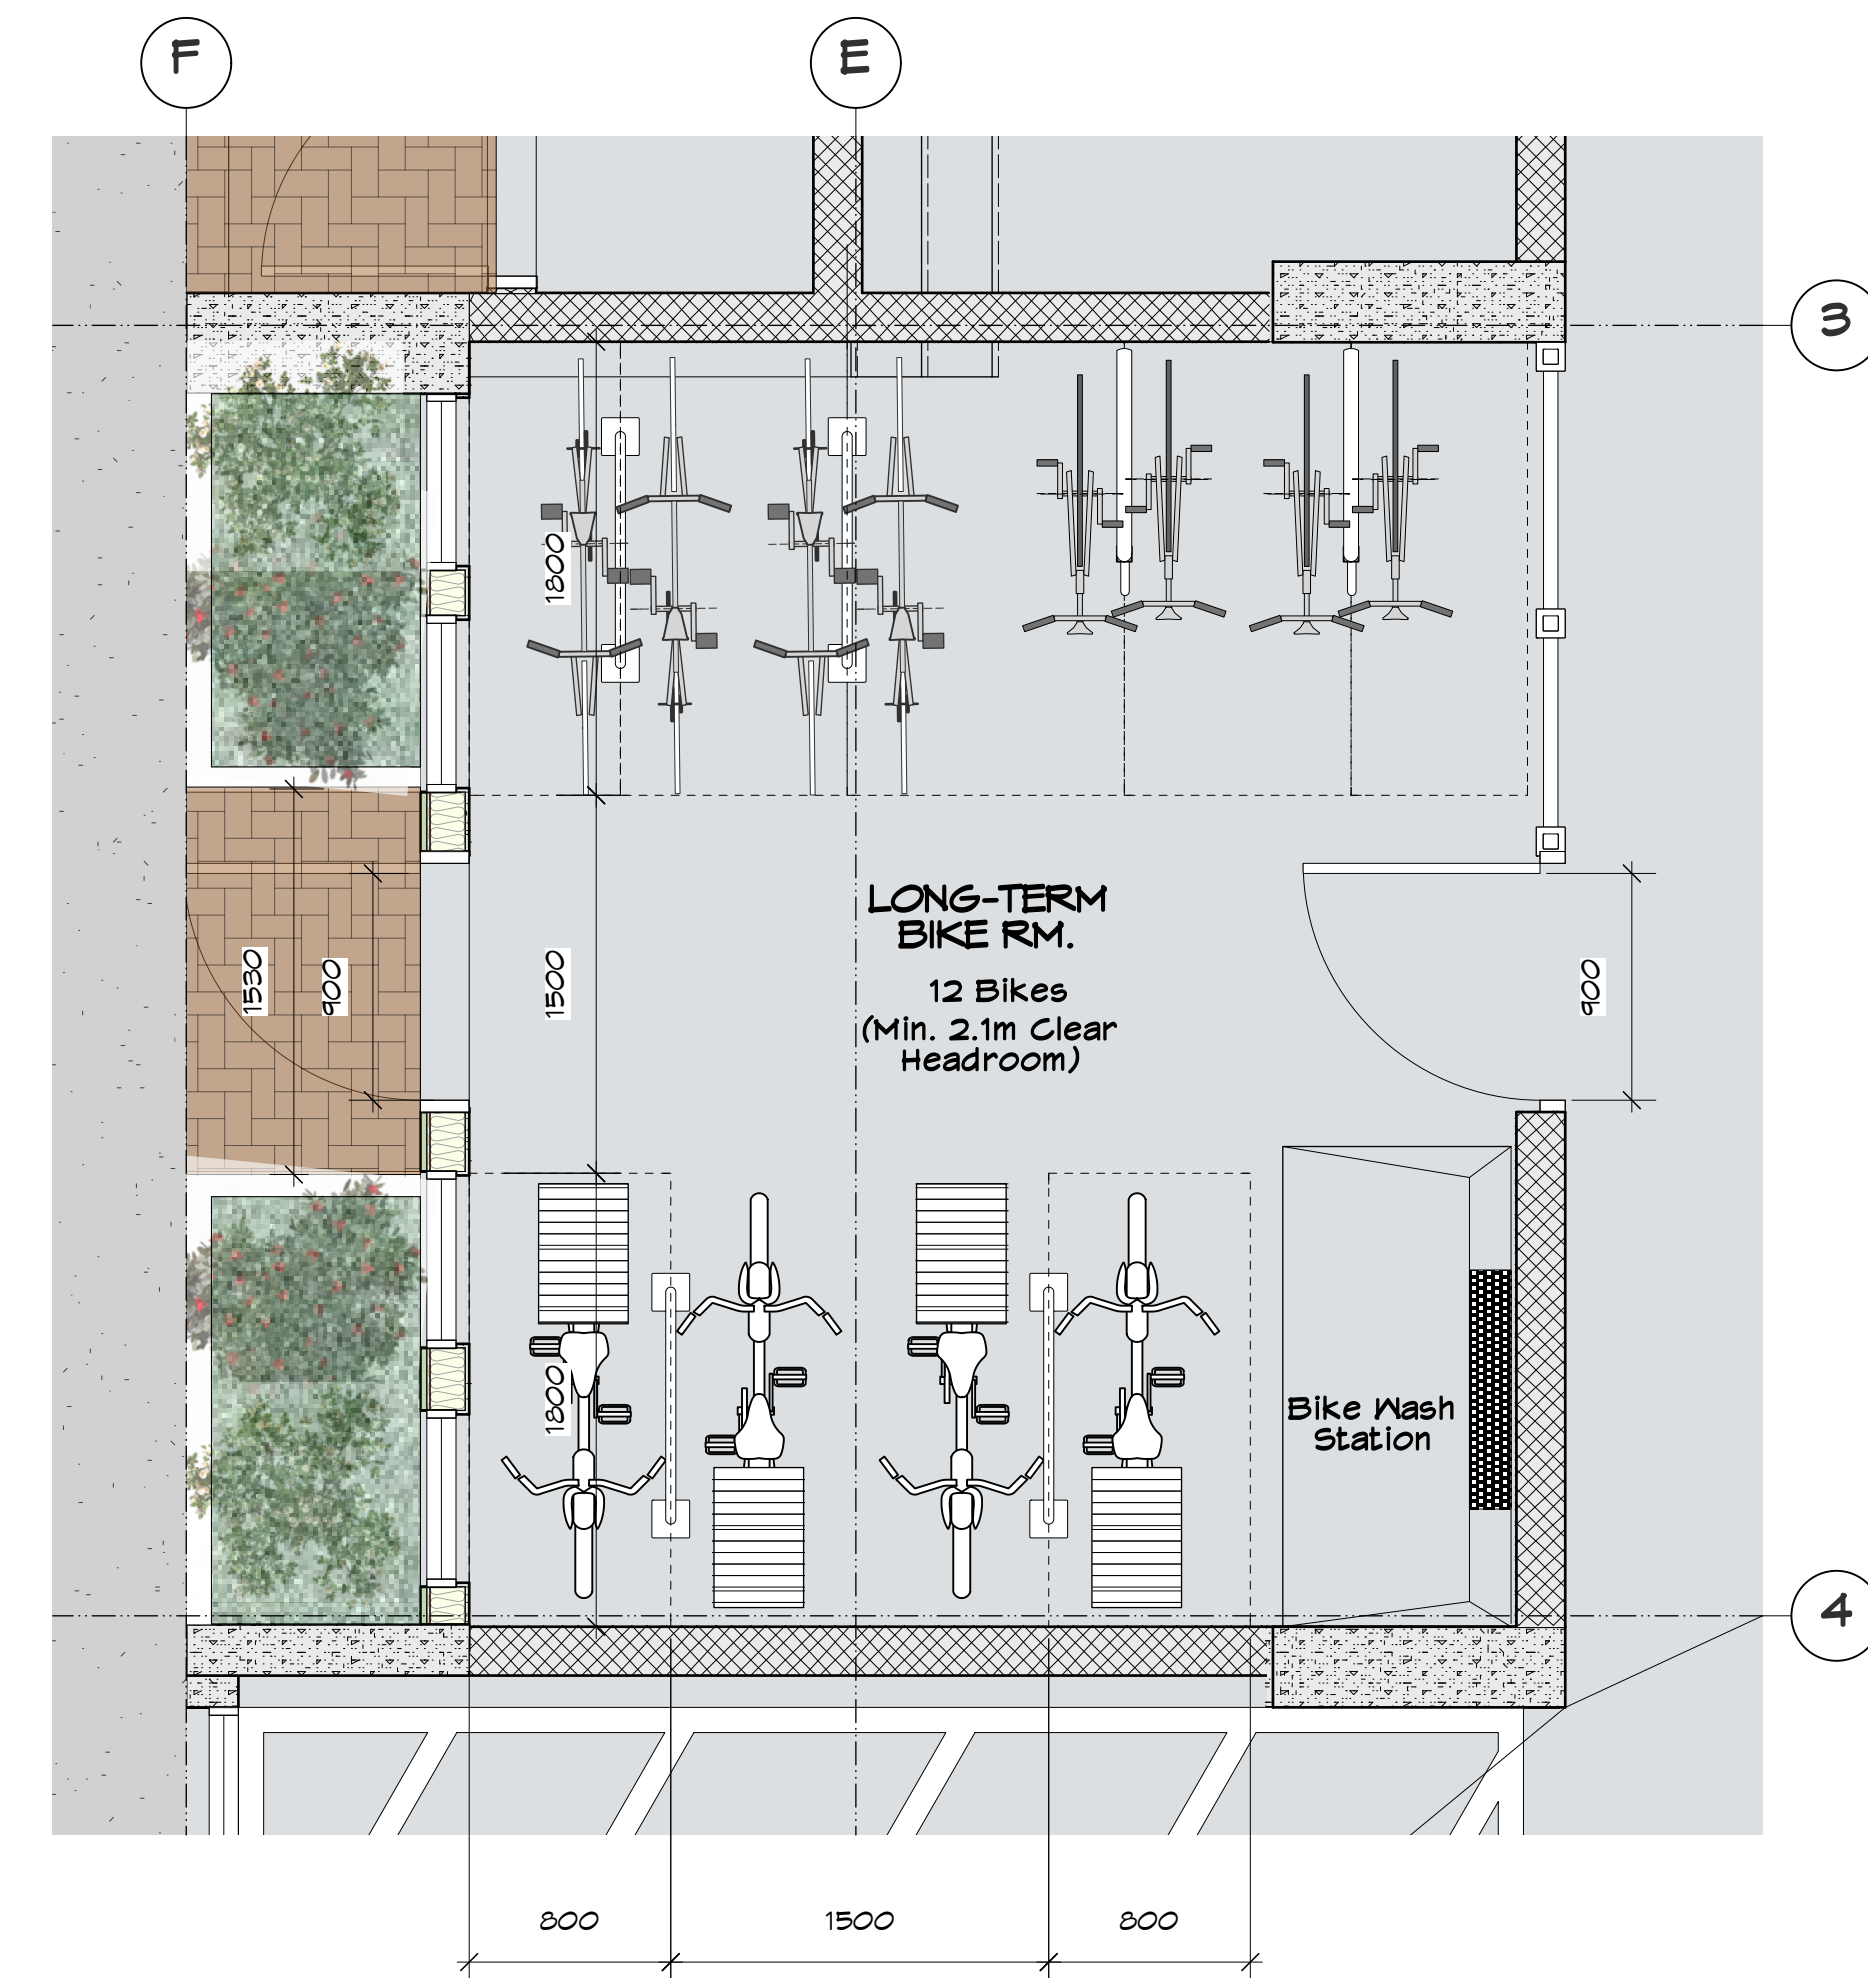 F
E
3
1800
LONG-TERM
BIKE RM.
12 Bikes
(Min. 2.1m Clear
Headroom)
1530
900
1500
900
1800
Bike Wash
Station
4
800
1500
800